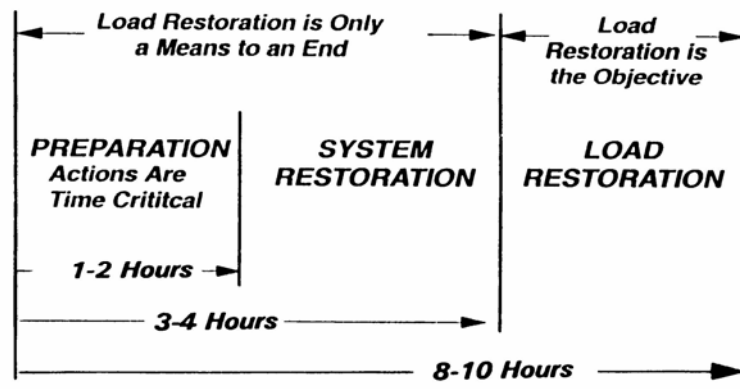 Load Restoration is Only
a Means to an End
Load
Restoration is
the Objective
PREPARATION
Actions Are
Time Crititcal
SYSTEM
RESTORATION
LOAD
RESTORATION
1-2 Hours
3-4 Hours
8-10 Hours